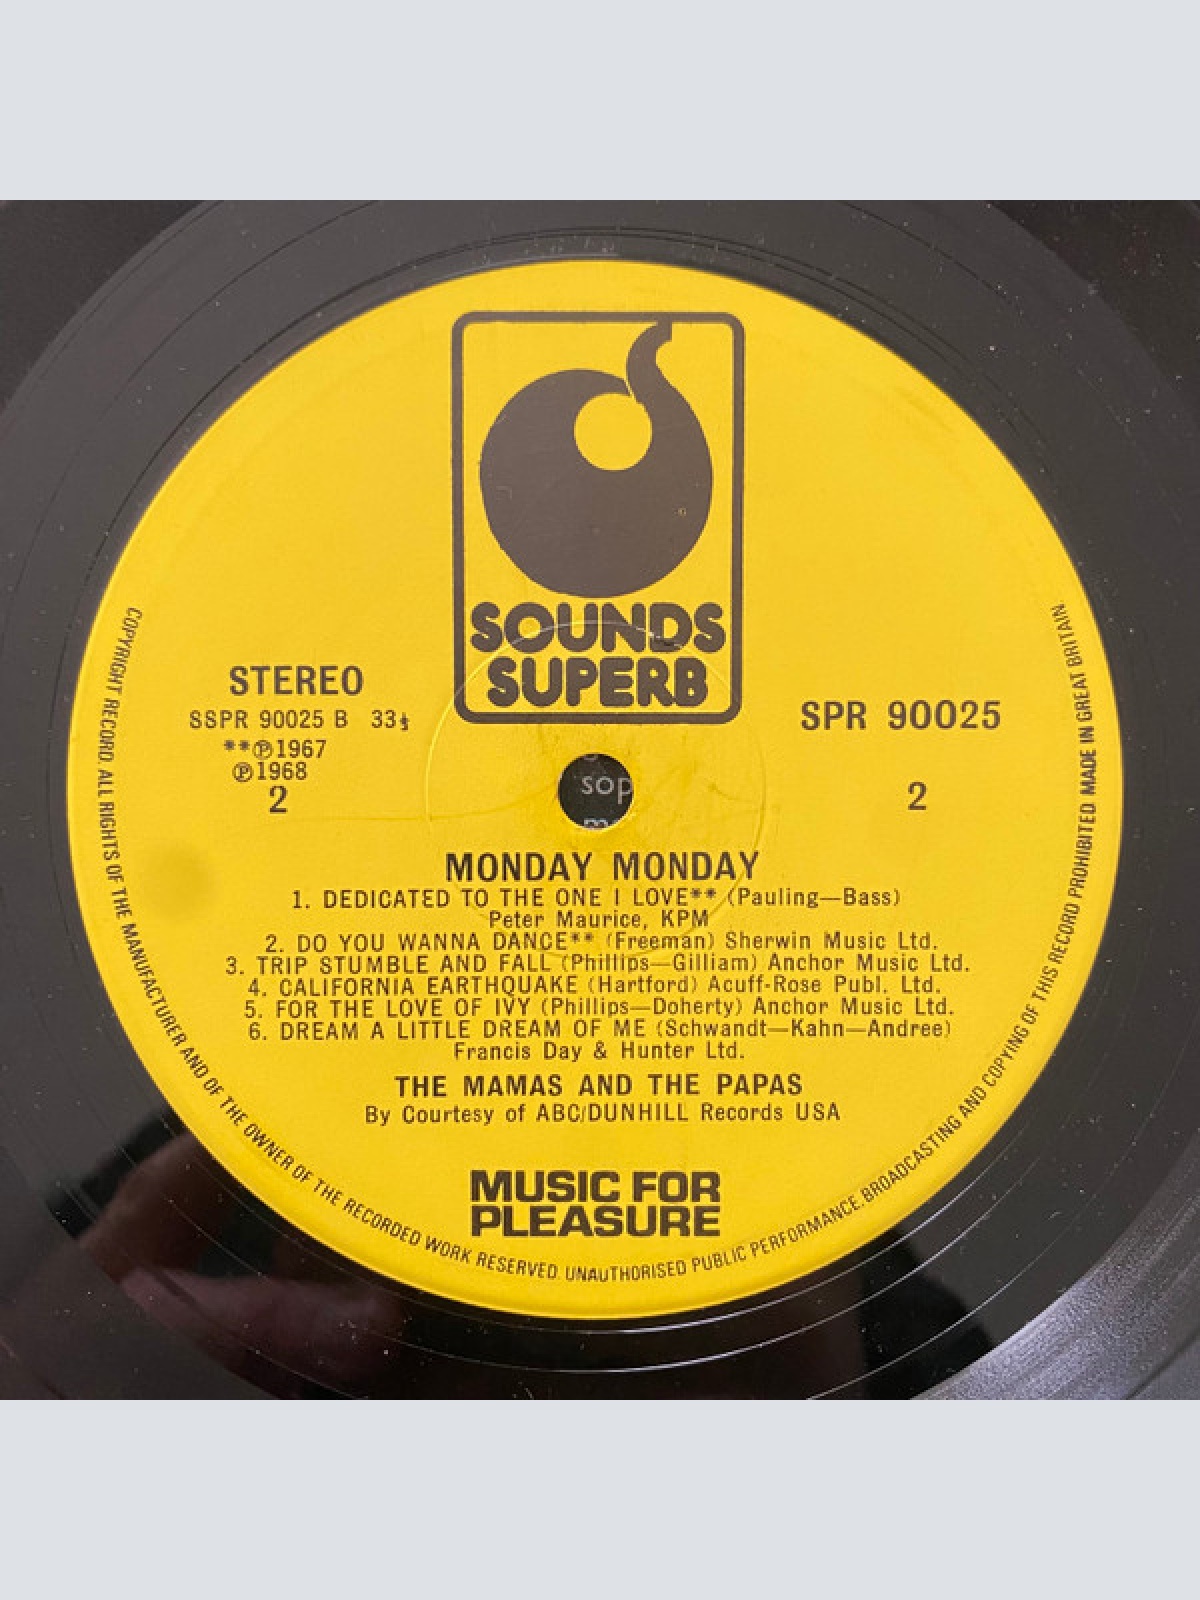 SOUNDS
SUPERB
STEREO
SSPR 90025 B 33⅓
**℗1967
℗1968
2
SPR 90025
2
sop
MONDAY MONDAY
1. DEDICATED TO THE ONE I LOVE** (Pauling—Bass)
Peter Maurice, KPM
2. DO YOU WANNA DANCE** (Freeman) Sherwin Music Ltd.
3. TRIP STUMBLE AND FALL (Phillips—Gilliam) Anchor Music Ltd.
4. CALIFORNIA EARTHQUAKE (Hartford) Acuff-Rose Publ. Ltd.
5. FOR THE LOVE OF IVY (Phillips—Doherty) Anchor Music Ltd.
6. DREAM A LITTLE DREAM OF ME (Schwandt—Kahn—Andree)
Francis Day & Hunter Ltd.
THE MAMAS AND THE PAPAS
By Courtesy of ABC/DUNHILL Records USA
MUSIC FOR
PLEASURE
COPYRIGHT RECORD. ALL RIGHTS OF THE MANUFACTURER AND OF THE OWNER OF THE RECORDED WORK RESERVED. UNAUTHORISED PUBLIC PERFORMANCE. BROADCASTING AND COPYING OF THIS RECORD PROHIBITED MADE IN GREAT BRITAIN